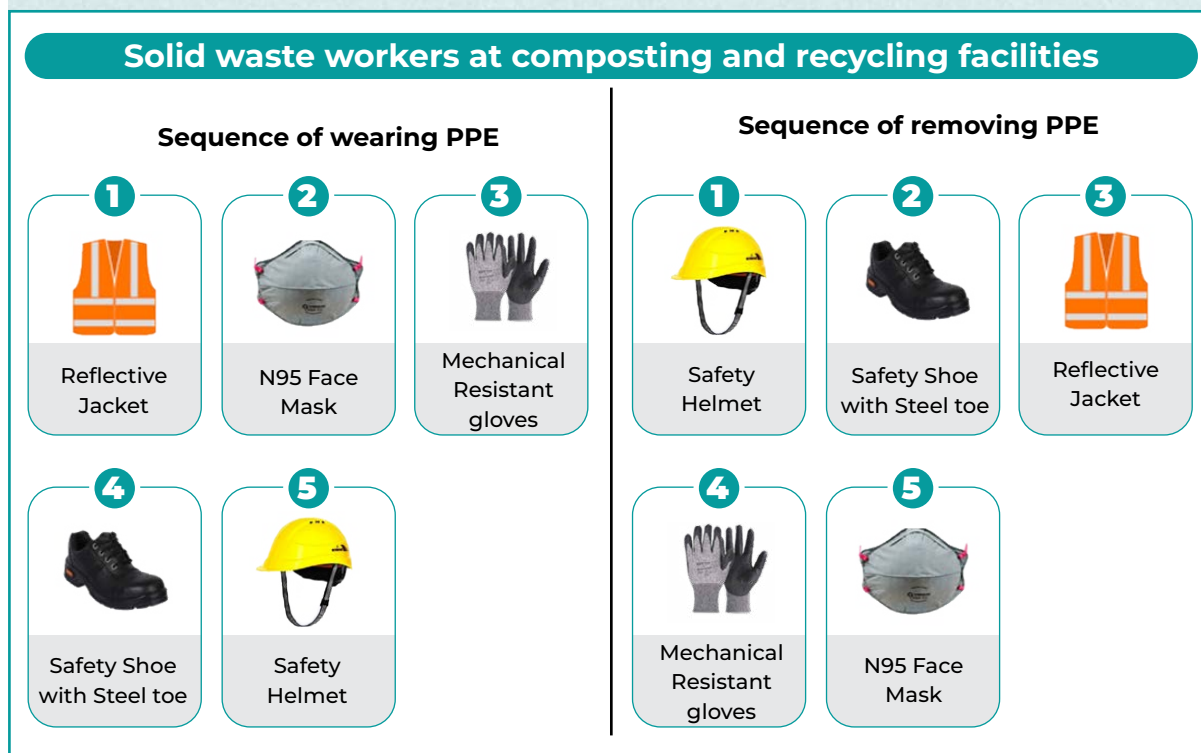 Solid waste workers at composting and recycling facilities
Sequence of wearing PPE
1
Reflective
Jacket
2
N95 Face
Mask
3
Mechanical
Resistant
gloves
4
Safety Shoe
with Steel toe
5
Safety
Helmet
Sequence of removing PPE
1
Safety
Helmet
2
Safety Shoe
with Steel toe
3
Reflective
Jacket
4
Mechanical
Resistant
gloves
5
N95 Face
Mask